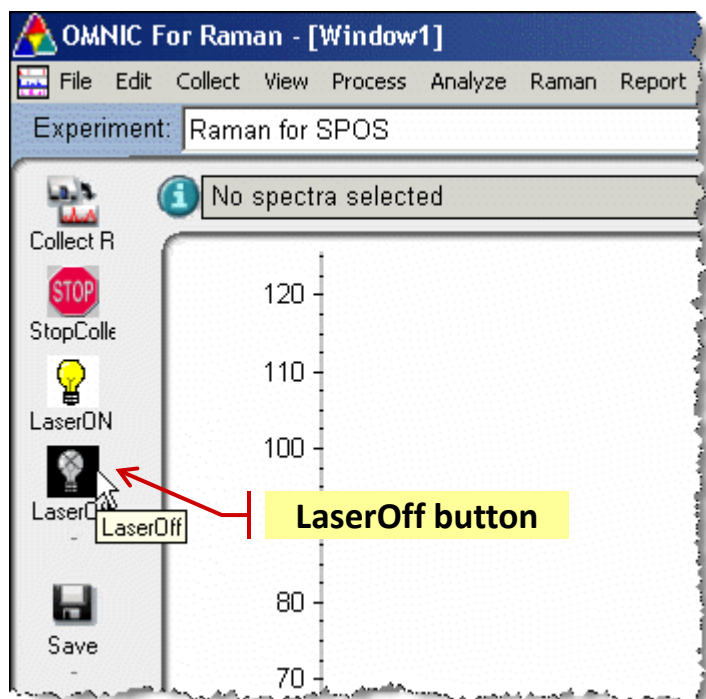 OMNIC For Raman - [Window1]
File Edit Collect View Process Analyze Raman Report
Experiment: Raman for SPOS
No spectra selected
Collect R
STOP
StopColle
LaserON
LaserO
LaserOff
LaserOff button
Save
120
110
100
80
70